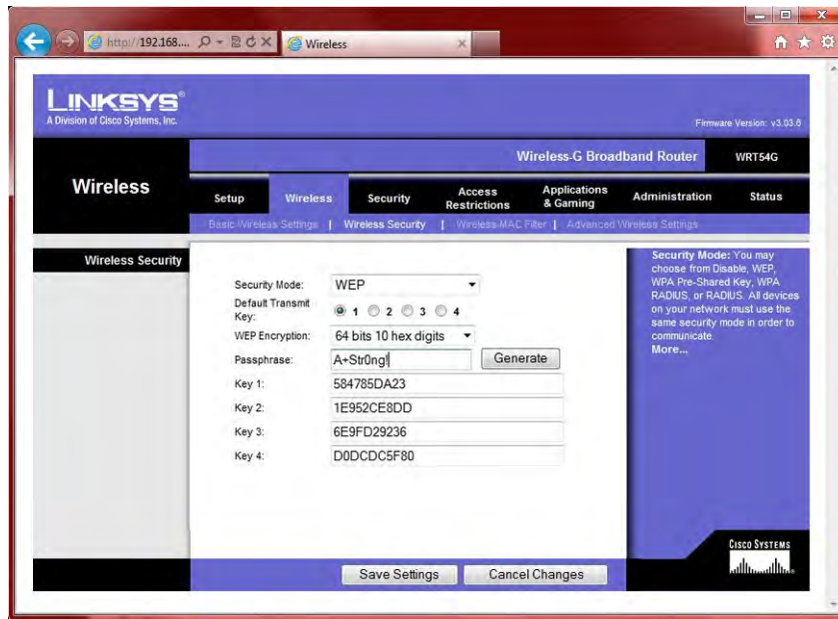 http://192.168....
Wireless
LINKSYS®
A Division of Cisco Systems, Inc.
Firmware Version: v3.03.6
Wireless-G Broadband Router WRT54G
Wireless
Setup Wireless Security Access Restrictions Applications & Gaming Administration Status
Basic Wireless Settings | Wireless Security | Wireless MAC Filter | Advanced Wireless Settings
Wireless Security
Security Mode: WEP
Default Transmit Key: 1 2 3 4
WEP Encryption: 64 bits 10 hex digits
Passphrase: A+Str0ng! Generate
Key 1: 584785DA23
Key 2: 1E952CE8DD
Key 3: 6E9FD29236
Key 4: D0DCDC5F80
Security Mode: You may
choose from Disable, WEP,
WPA Pre-Shared Key, WPA
RADIUS, or RADIUS. All devices
on your network must use the
same security mode in order to
communicate.
More...
CISCO SYSTEMS
Save Settings Cancel Changes